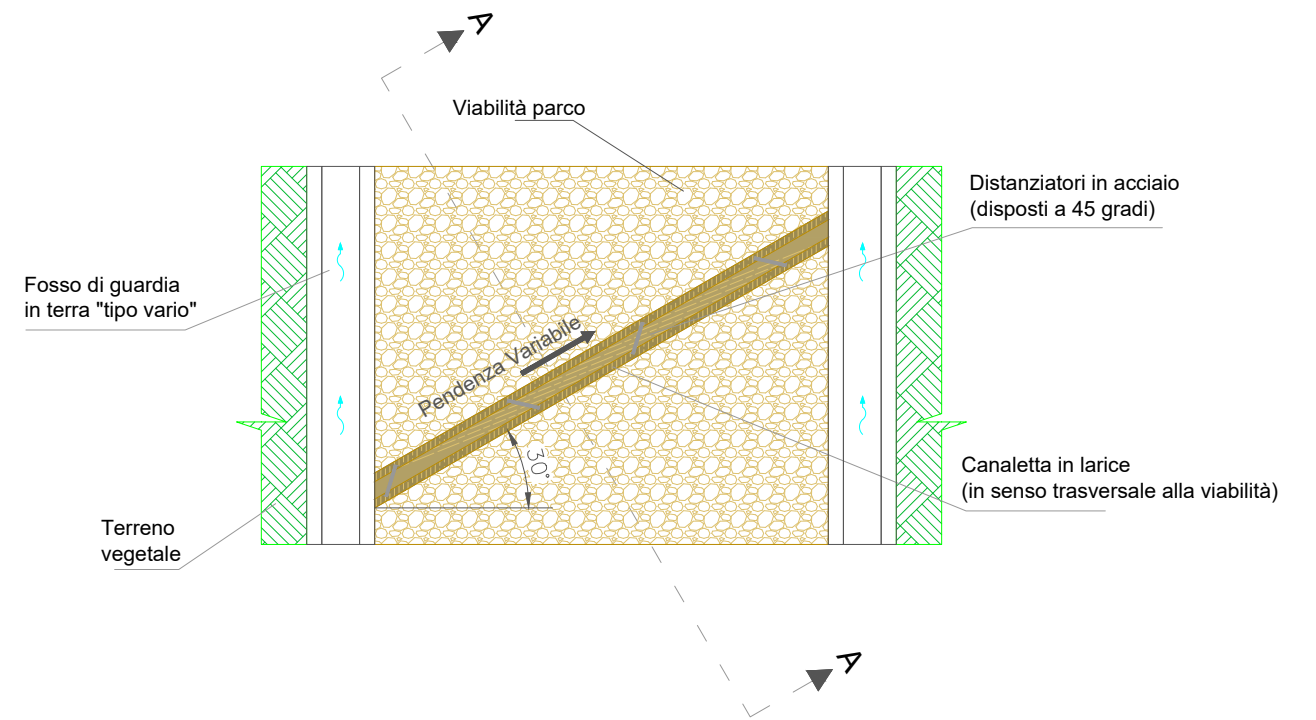 A
Viabilità parco
Distanziatori in acciaio
(disposti a 45 gradi)
Fosso di guardia
in terra "tipo vario"
Pendenza Variabile
30°
Canaletta in larice
(in senso trasversale alla viabilità)
Terreno
vegetale
A